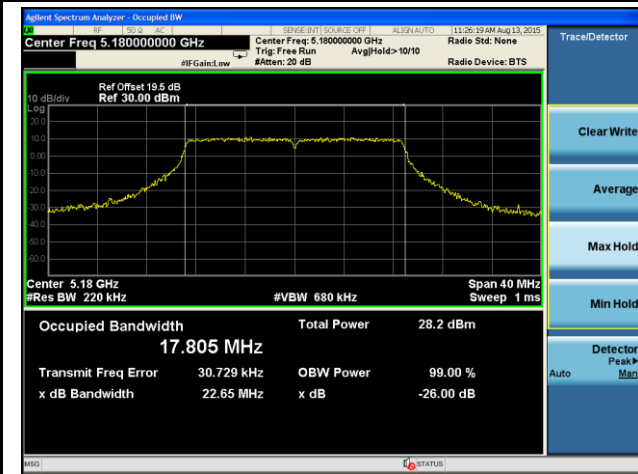 Agilent Spectrum Analyzer - Occupied BW
RF 50 Ω AC SENSE:INT SOURCE OFF ALIGN AUTO 11:26:19 AM Aug 13, 2015
Center Freq 5.180000000 GHz Center Freq: 5.180000000 GHz Radio Std: None
Trig: Free Run Avg|Hold:> 10/10
#IFGain:Low #Atten: 20 dB Radio Device: BTS
Ref Offset 19.5 dB
10 dB/div Ref 30.00 dBm
Log
20.0
10.0
0.00
-10.0
-20.0
-30.0
-40.0
-50.0
-60.0
Center 5.18 GHz Span 40 MHz
#Res BW 220 kHz #VBW 680 kHz Sweep 1 ms
Occupied Bandwidth Total Power 28.2 dBm
17.805 MHz
Transmit Freq Error 30.729 kHz OBW Power 99.00 %
x dB Bandwidth 22.65 MHz x dB -26.00 dB
MSG STATUS
Trace/Detector
Clear Write
Average
Max Hold
Min Hold
Detector
Peak▶
Auto Man